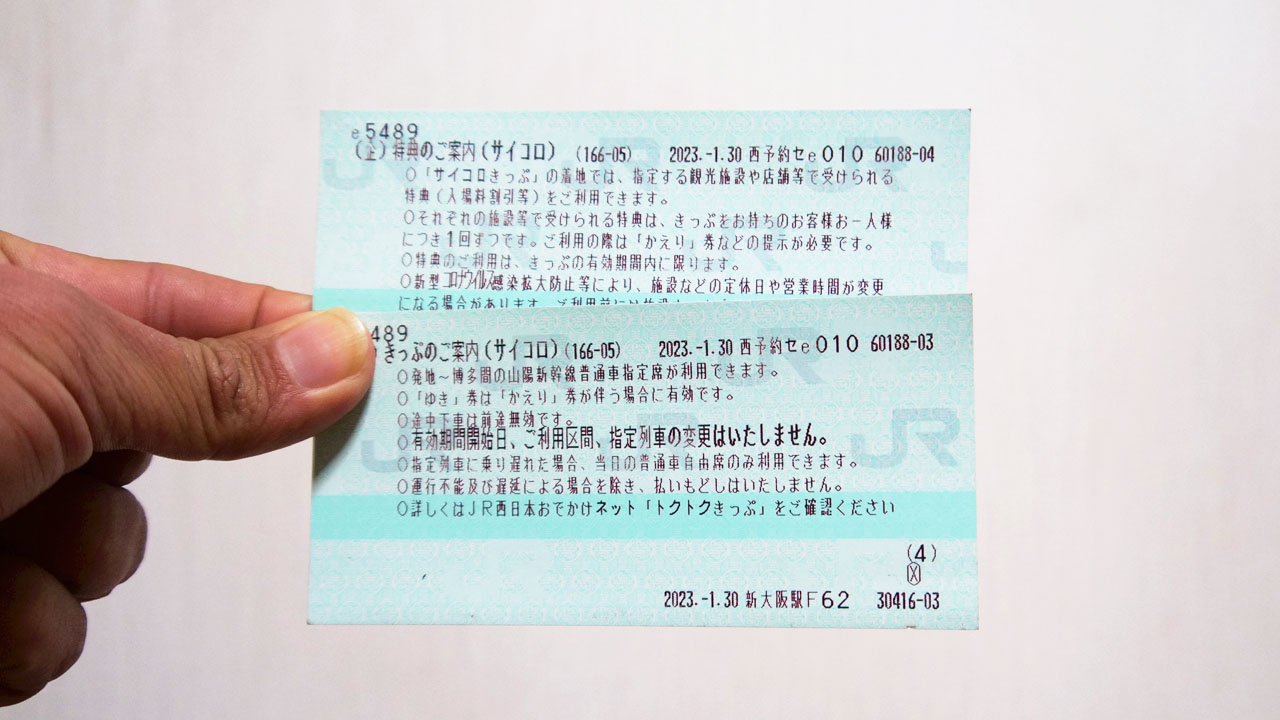 e5489
(企)特典のご案内(サイコロ) (166-05) 2023.-1.30 西予約セe010 60188-04
○「サイコロきっぷ」の着地では、指定する観光施設や店舗等で受けられる
特典(入場料割引等)をご利用できます。
○それぞれの施設等で受けられる特典は、きっぷをお持ちのお客様お一人様
につき1回ずつです。ご利用の際は「かえり」券などの提示が必要です。
○特典のご利用は、きっぷの有効期間内に限ります。
○新型コロナウイルス感染拡大防止等により、施設などの定休日や営業時間が変更
になる場合があります。ご利用前には
489
きっぷのご案内(サイコロ) (166-05) 2023.-1.30 西予約セe010 60188-03
○発地~博多間の山陽新幹線普通車指定席が利用できます。
○「ゆき」券は「かえり」券が伴う場合に有効です。
○途中下車は前途無効です。
○有効期間開始日、ご利用区間、指定列車の変更はいたしません。
○指定列車に乗り遅れた場合、当日の普通車自由席のみ利用できます。
○運行不能及び遅延による場合を除き、払いもどしはいたしません。
○詳しくはJR西日本おでかけネット「トクトクきっぷ」をご確認ください
(4)
X
2023.-1.30 新大阪駅F62 30416-03